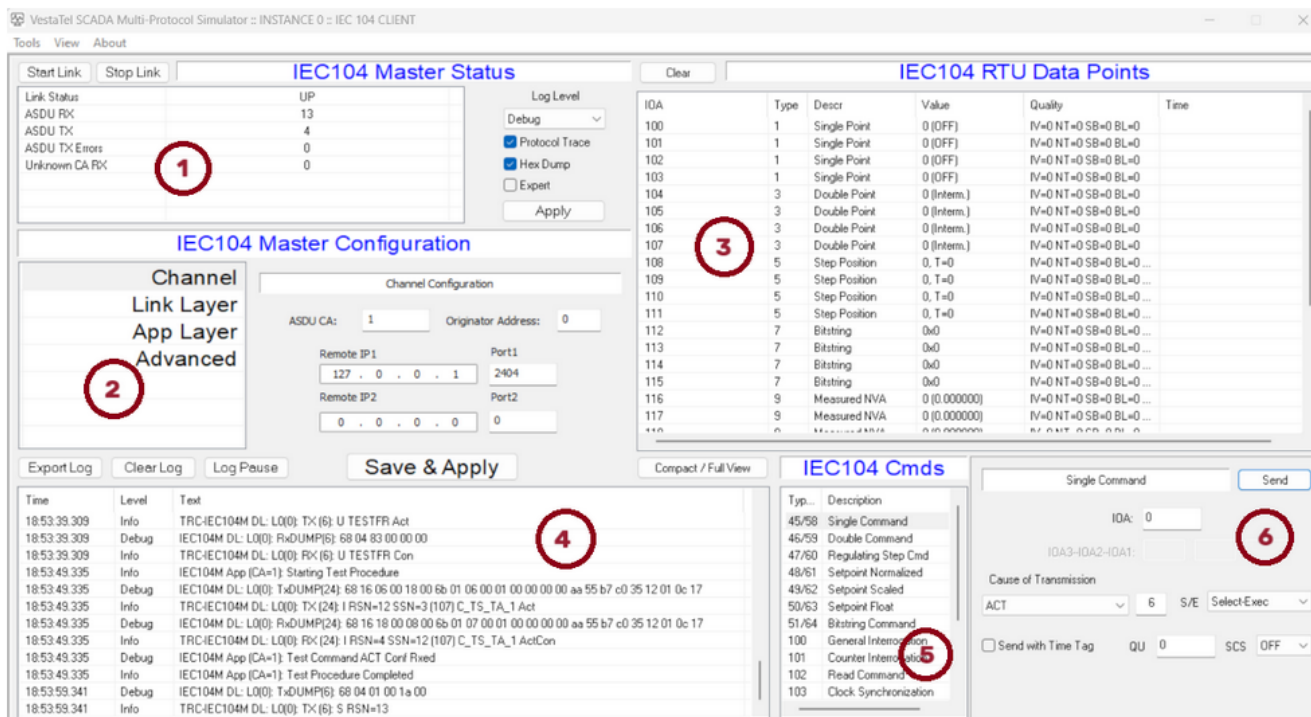 VestaTel SCADA Multi-Protocol Simulator :: INSTANCE 0 :: IEC 104 CLIENT
Tools View About
Start Link Stop Link IEC104 Master Status
Link Status UP
ASDU RX 13
ASDU TX 4
ASDU TX Errors 0
Unknown CA RX 0
1
Log Level
Debug
Protocol Trace
Hex Dump
Expert
Apply
IEC104 Master Configuration
Channel
Link Layer
App Layer
Advanced
2
Channel Configuration
ASDU CA: 1 Originator Address: 0
Remote IP1 Port1
127 . 0 . 0 . 1 2404
Remote IP2 Port2
0 . 0 . 0 . 0 0
Clear IEC104 RTU Data Points
IOA Type Descr Value Quality Time
100 1 Single Point 0 (OFF) IV=0 NT=0 SB=0 BL=0
101 1 Single Point 0 (OFF) IV=0 NT=0 SB=0 BL=0
102 1 Single Point 0 (OFF) IV=0 NT=0 SB=0 BL=0
103 1 Single Point 0 (OFF) IV=0 NT=0 SB=0 BL=0
104 3 Double Point 0 (Interm.) IV=0 NT=0 SB=0 BL=0
105 3 Double Point 0 (Interm.) IV=0 NT=0 SB=0 BL=0
106 3 Double Point 0 (Interm.) IV=0 NT=0 SB=0 BL=0
107 3 Double Point 0 (Interm.) IV=0 NT=0 SB=0 BL=0
108 5 Step Position 0, T=0 IV=0 NT=0 SB=0 BL=0 ...
109 5 Step Position 0, T=0 IV=0 NT=0 SB=0 BL=0 ...
110 5 Step Position 0, T=0 IV=0 NT=0 SB=0 BL=0 ...
111 5 Step Position 0, T=0 IV=0 NT=0 SB=0 BL=0 ...
112 7 Bitstring 0x0 IV=0 NT=0 SB=0 BL=0 ...
113 7 Bitstring 0x0 IV=0 NT=0 SB=0 BL=0 ...
114 7 Bitstring 0x0 IV=0 NT=0 SB=0 BL=0 ...
115 7 Bitstring 0x0 IV=0 NT=0 SB=0 BL=0 ...
116 9 Measured NVA 0 (0.000000) IV=0 NT=0 SB=0 BL=0 ...
117 9 Measured NVA 0 (0.000000) IV=0 NT=0 SB=0 BL=0 ...
3
Export Log Clear Log Log Pause Save & Apply Compact / Full View
Time Level Text
18:53:39.309 Info TRC-IEC104M DL: L0(0): TX (6): U TESTFR Act
18:53:39.309 Debug IEC104M DL: L0(0): RxDUMP(6): 68 04 83 00 00 00
18:53:39.309 Info TRC-IEC104M DL: L0(0): RX (6): U TESTFR Con
18:53:49.335 Info IEC104M App (CA=1): Starting Test Procedure
18:53:49.335 Debug IEC104M DL: L0(0): TxDUMP(24): 68 16 06 00 18 00 6b 01 06 00 01 00 00 00 00 aa 55 b7 c0 35 12 01 0c 17
18:53:49.335 Info TRC-IEC104M DL: L0(0): TX (24): I RSN=12 SSN=3 (107) C_TS_TA_1 Act
18:53:49.335 Debug IEC104M DL: L0(0): RxDUMP(24): 68 16 18 00 08 00 6b 01 07 00 01 00 00 00 00 aa 55 b7 c0 35 12 01 0c 17
18:53:49.335 Info TRC-IEC104M DL: L0(0): RX (24): I RSN=4 SSN=12 (107) C_TS_TA_1 ActCon
18:53:49.335 Debug IEC104M App (CA=1): Test Command ACT Conf Rxed
18:53:49.335 Info IEC104M App (CA=1): Test Procedure Completed
18:53:59.341 Debug IEC104M DL: L0(0): TxDUMP(6): 68 04 01 00 1a 00
18:53:59.341 Info TRC-IEC104M DL: L0(0): TX (6): S RSN=13
4
IEC104 Cmds
Typ... Description
45/58 Single Command
46/59 Double Command
47/60 Regulating Step Cmd
48/61 Setpoint Normalized
49/62 Setpoint Scaled
50/63 Setpoint Float
51/64 Bitstring Command
100 General Interrogation
101 Counter Interrogation
102 Read Command
103 Clock Synchronization
5
Single Command Send
IOA: 0
IOA3-IOA2-IOA1:
6
Cause of Transmission
ACT 6 S/E Select-Exec
Send with Time Tag QU 0 SCS OFF